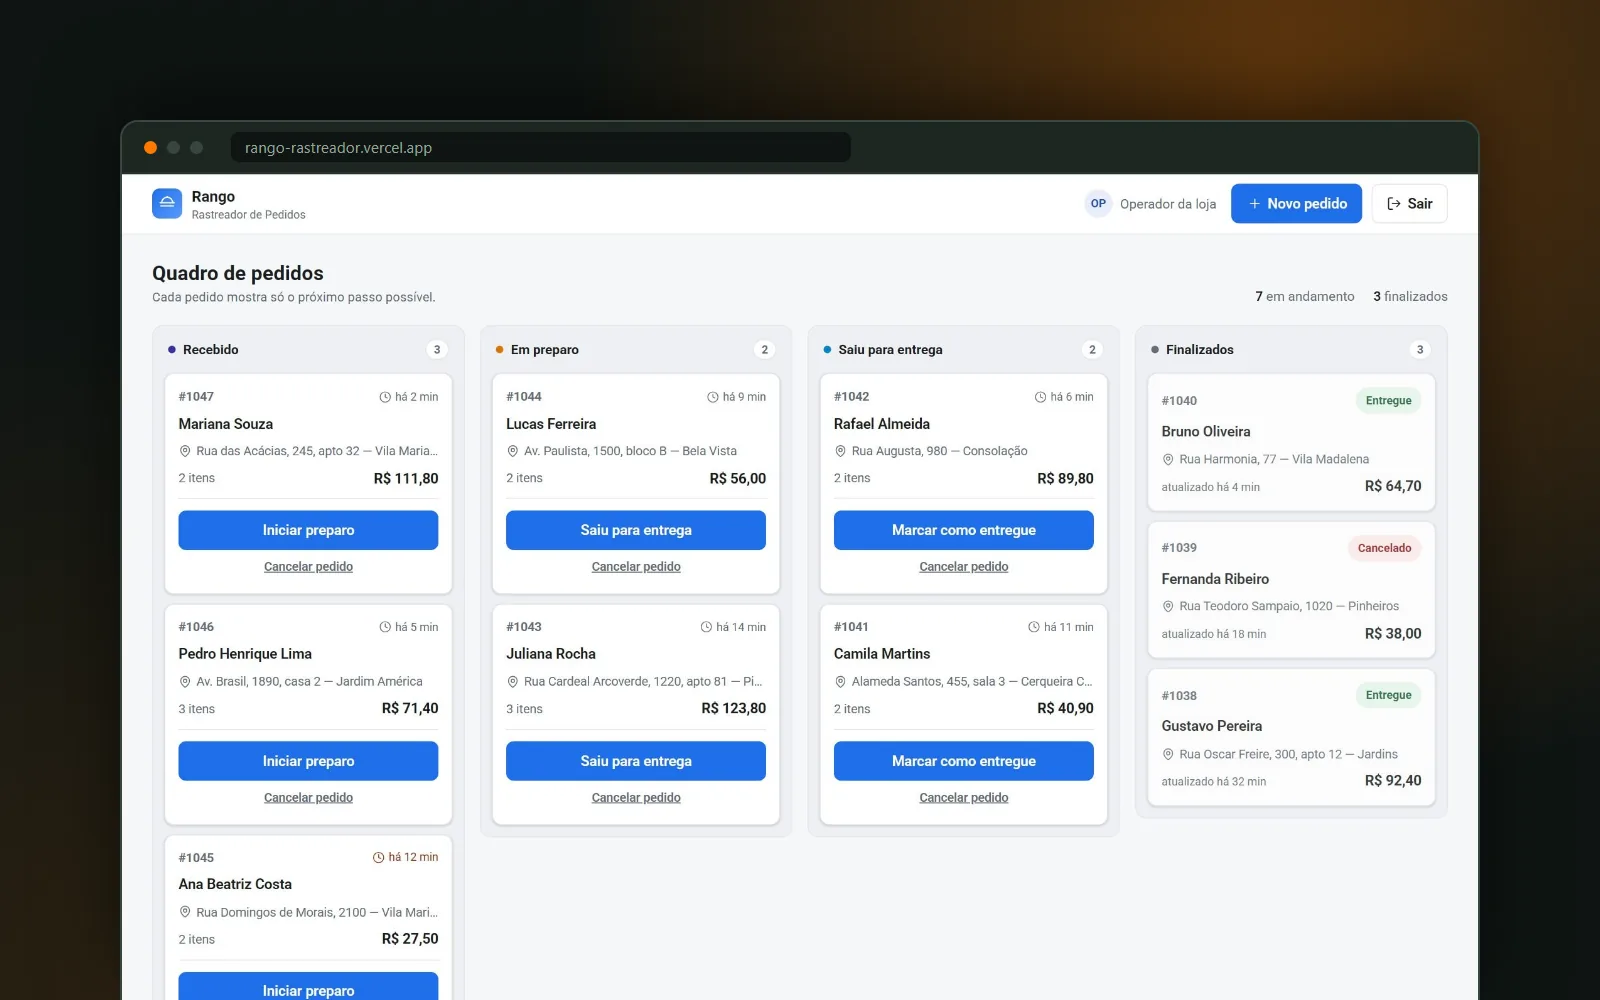 rango-rastreador.vercel.app
Rango
Rastreador de Pedidos
OP Operador da loja
+ Novo pedido
Sair
Quadro de pedidos
Cada pedido mostra só o próximo passo possível.
7 em andamento 3 finalizados
Recebido 3
#1047 há 2 min
Mariana Souza
Rua das Acácias, 245, apto 32 — Vila Maria...
2 itens R$ 111,80
Iniciar preparo
Cancelar pedido
#1046 há 5 min
Pedro Henrique Lima
Av. Brasil, 1890, casa 2 — Jardim América
3 itens R$ 71,40
Iniciar preparo
Cancelar pedido
#1045 há 12 min
Ana Beatriz Costa
Rua Domingos de Morais, 2100 — Vila Mari...
2 itens R$ 27,50
Iniciar preparo
Em preparo 2
#1044 há 9 min
Lucas Ferreira
Av. Paulista, 1500, bloco B — Bela Vista
2 itens R$ 56,00
Saiu para entrega
Cancelar pedido
#1043 há 14 min
Juliana Rocha
Rua Cardeal Arcoverde, 1220, apto 81 — Pi...
3 itens R$ 123,80
Saiu para entrega
Cancelar pedido
Saiu para entrega 2
#1042 há 6 min
Rafael Almeida
Rua Augusta, 980 — Consolação
2 itens R$ 89,80
Marcar como entregue
Cancelar pedido
#1041 há 11 min
Camila Martins
Alameda Santos, 455, sala 3 — Cerqueira C...
2 itens R$ 40,90
Marcar como entregue
Cancelar pedido
Finalizados 3
#1040 Entregue
Bruno Oliveira
Rua Harmonia, 77 — Vila Madalena
atualizado há 4 min R$ 64,70
#1039 Cancelado
Fernanda Ribeiro
Rua Teodoro Sampaio, 1020 — Pinheiros
atualizado há 18 min R$ 38,00
#1038 Entregue
Gustavo Pereira
Rua Oscar Freire, 300, apto 12 — Jardins
atualizado há 32 min R$ 92,40